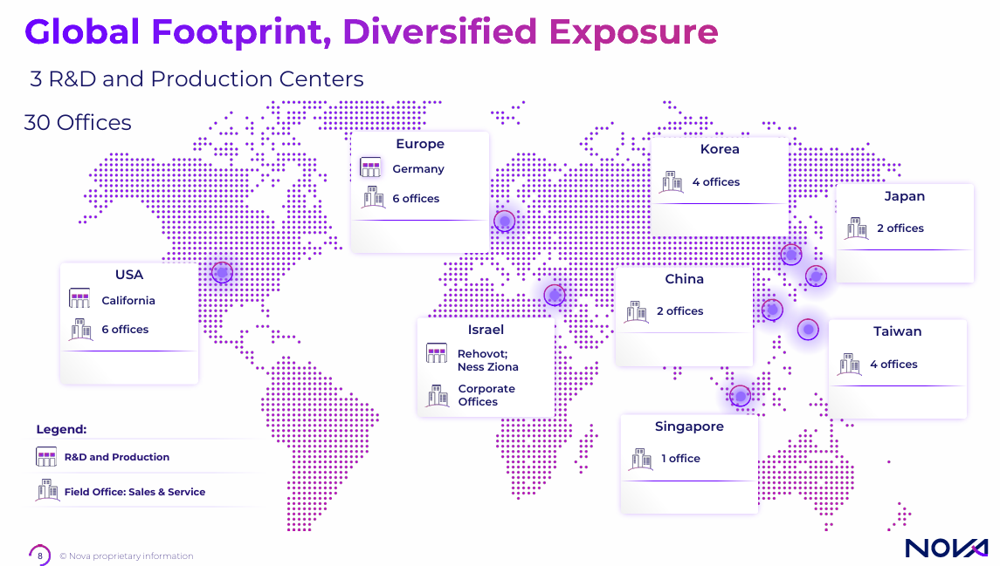 Global Footprint, Diversified Exposure
3 R&D and Production Centers
30 Offices
Europe
Germany
6 offices
Korea
4 offices
Japan
2 offices
USA
California
6 offices
China
2 offices
Israel
Rehovot;
Ness Ziona
Corporate
Offices
Taiwan
4 offices
Singapore
1 office
Legend:
R&D and Production
Field Office: Sales & Service
8
© Nova proprietary information
NOVA